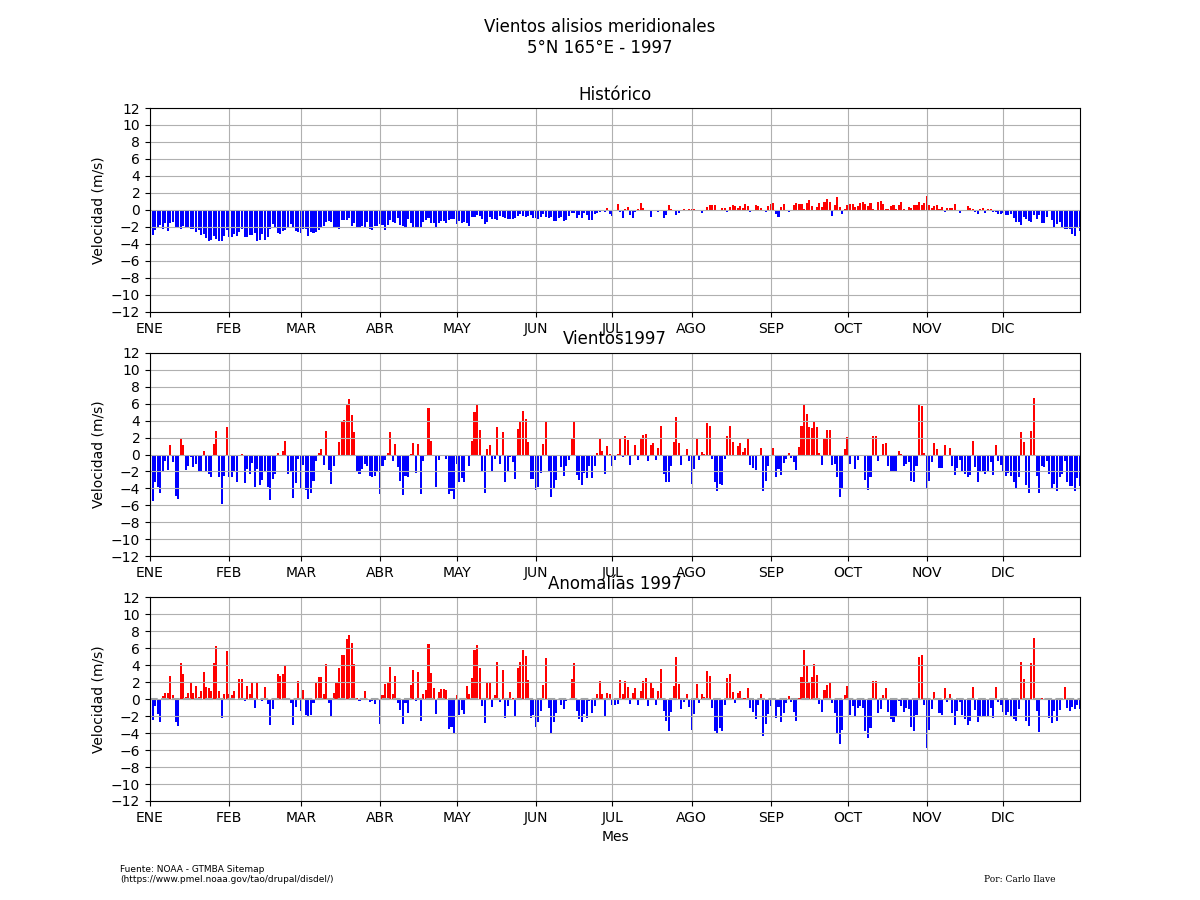 Vientos alisios meridionales
5°N 165°E - 1997
Histórico
12
10
8
6
4
2
0
−2
−4
−6
−8
−10
−12
Velocidad (m/s)
ENE FEB MAR ABR MAY JUN JUL AGO SEP OCT NOV DIC
Vientos1997
12
10
8
6
4
2
0
−2
−4
−6
−8
−10
−12
Velocidad (m/s)
ENE FEB MAR ABR MAY JUN JUL AGO SEP OCT NOV DIC
Anomalías 1997
12
10
8
6
4
2
0
−2
−4
−6
−8
−10
−12
Velocidad (m/s)
ENE FEB MAR ABR MAY JUN JUL AGO SEP OCT NOV DIC
Mes
Fuente: NOAA - GTMBA Sitemap
(https://www.pmel.noaa.gov/tao/drupal/disdel/)
Por: Carlo Ilave